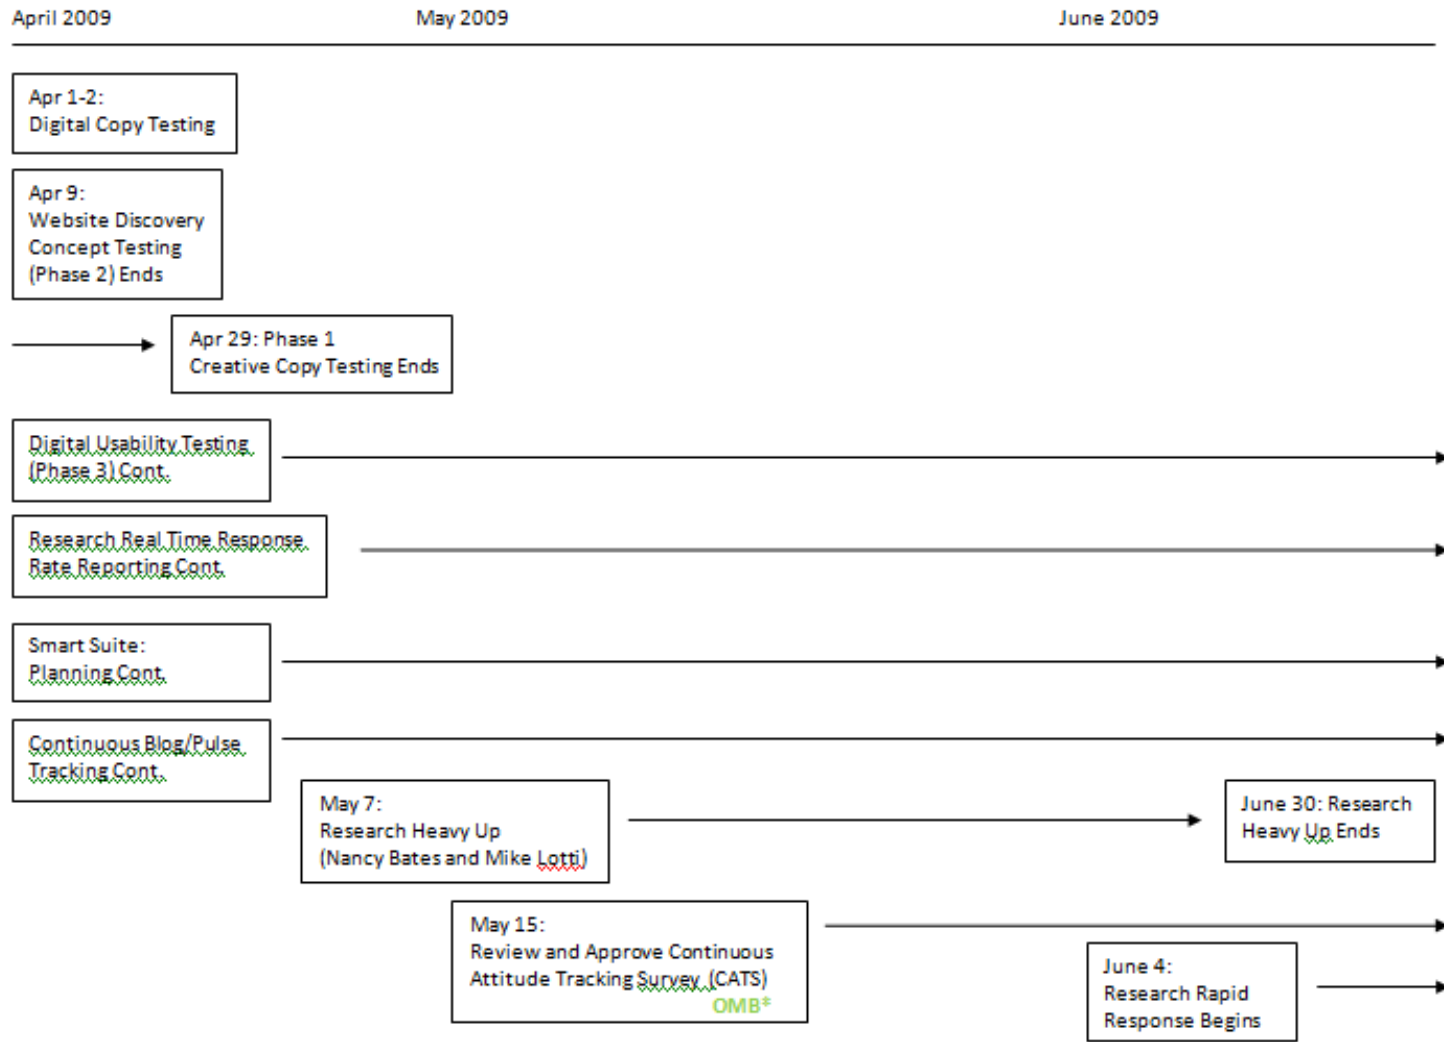 April 2009
May 2009
June 2009
Apr 1-2:
Digital Copy Testing
Apr 9:
Website Discovery
Concept Testing
(Phase 2) Ends
Apr 29: Phase 1
Creative Copy Testing Ends
Digital Usability Testing
(Phase 3) Cont.
Research Real Time Response
Rate Reporting Cont.
Smart Suite:
Planning Cont.
Continuous Blog/Pulse
Tracking Cont.
May 7:
Research Heavy Up
(Nancy Bates and Mike Lotti)
June 30: Research
Heavy Up Ends
May 15:
Review and Approve Continuous
Attitude Tracking Survey (CATS)
OMB‡
June 4:
Research Rapid
Response Begins